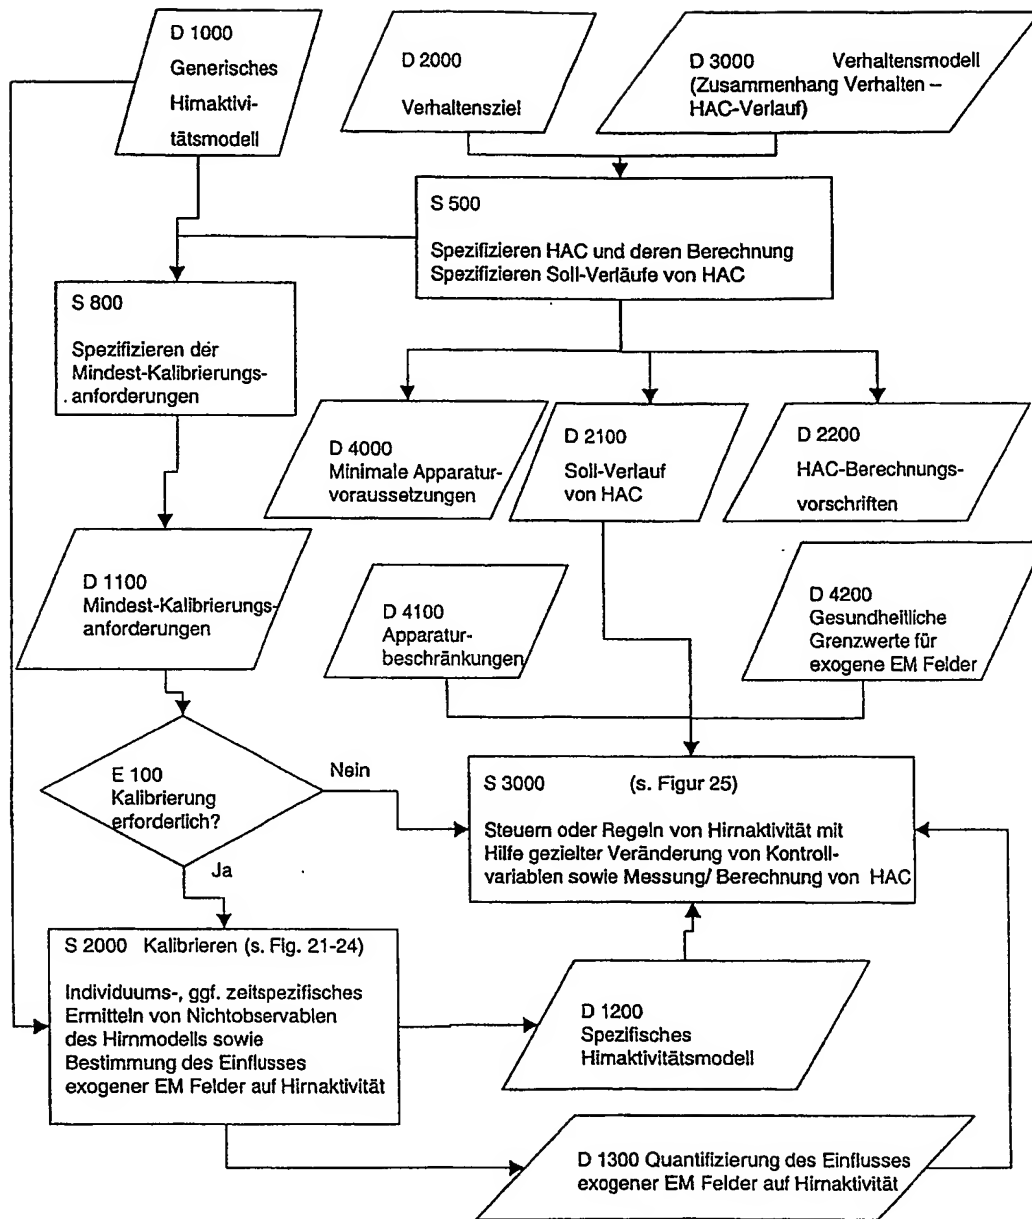 D 1000
Generisches
Hirnaktivi-
tätsmodell
D 2000
Verhaltensziel
D 3000 Verhaltensmodell
(Zusammenhang Verhalten –
HAC-Verlauf)
S 500
Spezifizieren HAC und deren Berechnung
Spezifizieren Soll-Verläufe von HAC
S 800
Spezifizieren der
Mindest-Kalibrierungs-
anforderungen
D 4000
Minimale Apparatur-
voraussetzungen
D 2100
Soll-Verlauf
von HAC
D 2200
HAC-Berechnungs-
vorschriften
D 1100
Mindest-Kalibrierungs-
anforderungen
D 4100
Apparatur-
beschränkungen
D 4200
Gesundheitliche
Grenzwerte für
exogene EM Felder
E 100
Kalibrierung
erforderlich?
Nein
Ja
S 3000 (s. Figur 25)
Steuern oder Regeln von Hirnaktivität mit
Hilfe gezielter Veränderung von Kontroll-
variablen sowie Messung/ Berechnung von HAC
S 2000 Kalibrieren (s. Fig. 21-24)
Individuums-, ggf. zeitspezifisches
Ermitteln von Nichtobservablen
des Hirnmodells sowie
Bestimmung des Einflusses
exogener EM Felder auf Hirnaktivität
D 1200
Spezifisches
Hirnaktivitätsmodell
D 1300 Quantifizierung des Einflusses
exogener EM Felder auf Hirnaktivität